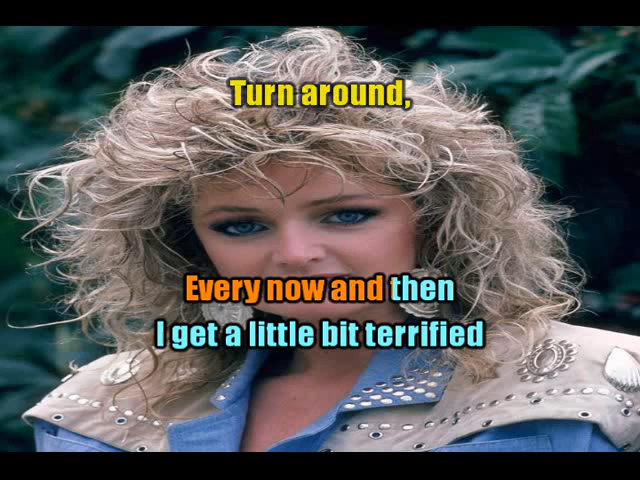 Turn around,
Every now and then
I get a little bit terrified